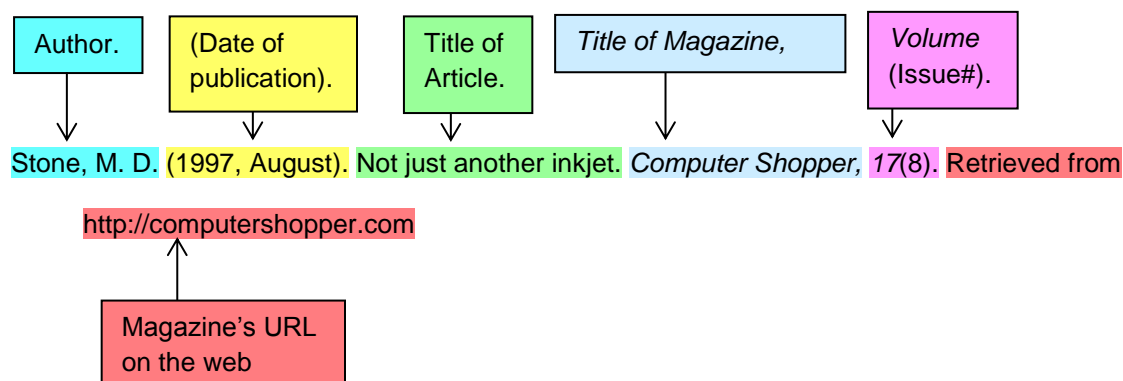 Author.
(Date of
publication).
Title of
Article.
Title of Magazine,
Volume
(Issue#).
Stone, M. D. (1997, August). Not just another inkjet. Computer Shopper, 17(8). Retrieved from
http://computershopper.com
Magazine’s URL
on the web